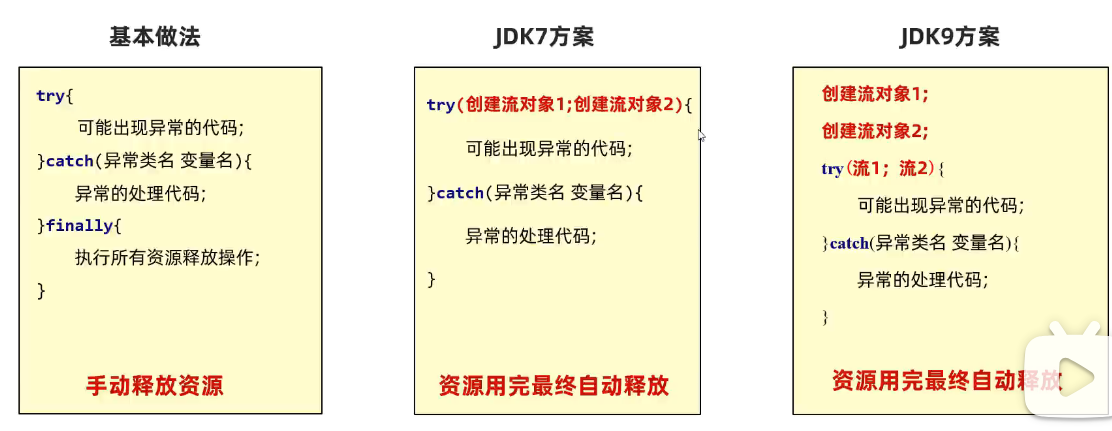 基本做法
try{
可能出现异常的代码;
}catch(异常类名 变量名){
异常的处理代码;
}finally{
执行所有资源释放操作;
}
手动释放资源
JDK7方案
try(创建流对象1;创建流对象2){
可能出现异常的代码;
}catch(异常类名 变量名){
异常的处理代码;
}
资源用完最终自动释放
JDK9方案
创建流对象1;
创建流对象2;
try(流1；流2){
可能出现异常的代码;
}catch(异常类名 变量名){
异常的处理代码;
}
资源用完最终自动释放